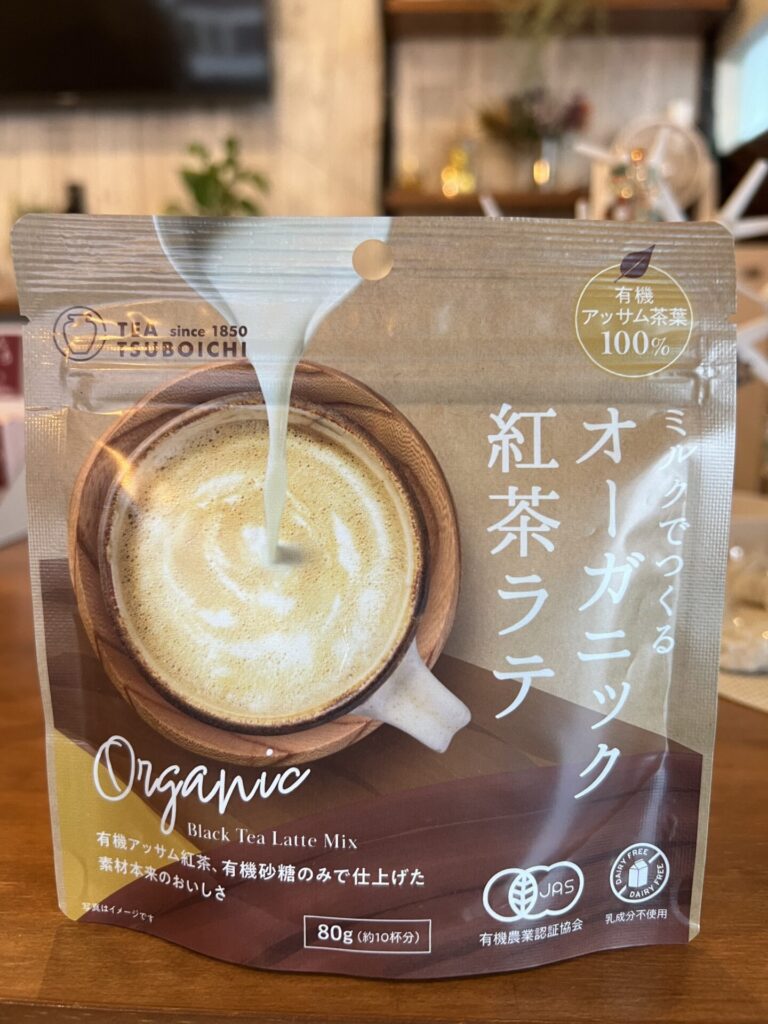 TEA since 1850
TSUBOICHI
有機
アッサム茶葉
100%
ミルクでつくる
オーガニック
紅茶ラテ
Organic
Black Tea Latte Mix
有機アッサム紅茶、有機砂糖のみで仕上げた
素材本来のおいしさ
写真はイメージです
80g(約10杯分)
JAS
有機農業認証協会
DAIRY FREE
DAIRY FREE
乳成分不使用